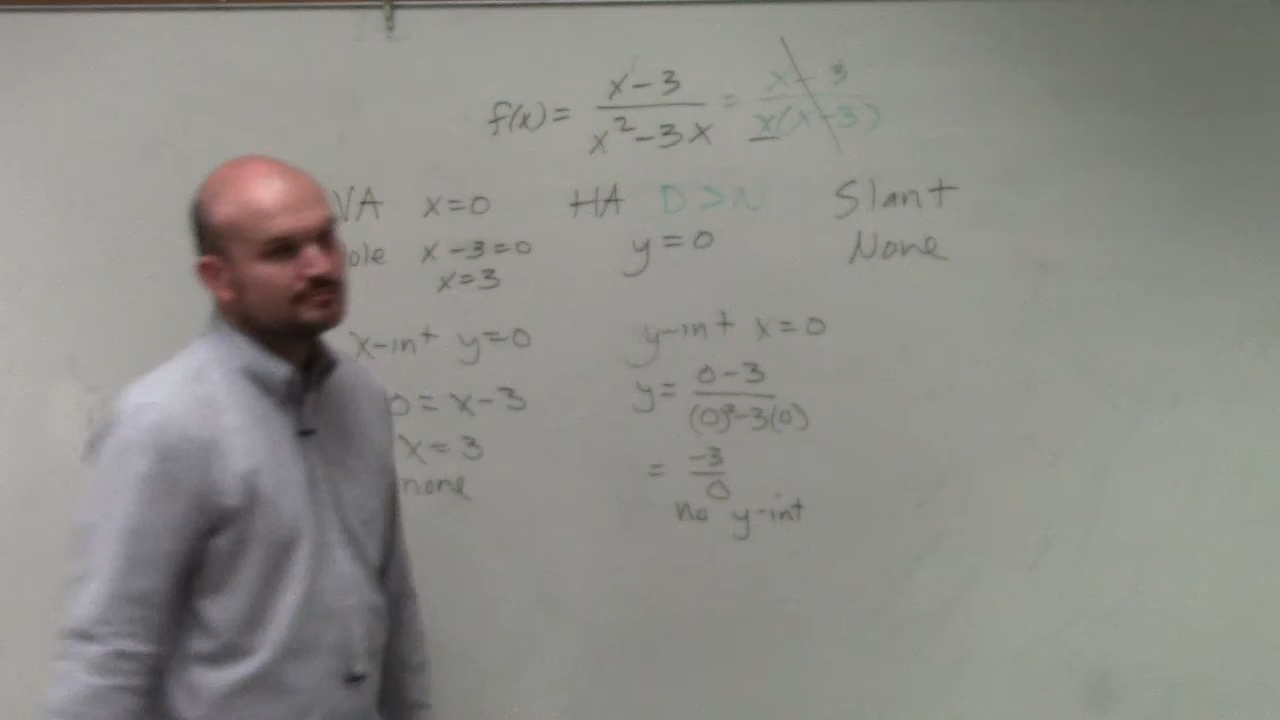 f(x) = x-3 / x²-3x = x-3 / x(x-3)
VA x=0 HA D>N Slant
ole x-3=0 y=0 None
x=3
x-int y=0 y-int x=0
0=x-3 y= 0-3 / (0)²-3(0)
x=3 = -3 / 0
none no y-int